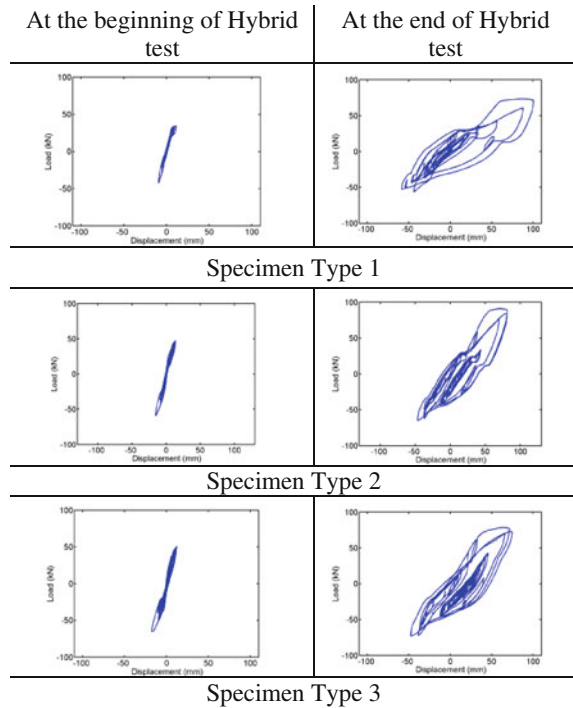 At the beginning of Hybrid test
At the end of Hybrid test
100
50
0
-50
-100
Load (kN)
-100 -50 0 50 100
Displacement (mm)
100
50
0
-50
-100
Load (kN)
-100 -50 0 50 100
Displacement (mm)
Specimen Type 1
100
50
0
-50
-100
Load (kN)
-100 -50 0 50 100
Displacement (mm)
100
50
0
-50
-100
Load (kN)
-100 -50 0 50 100
Displacement (mm)
Specimen Type 2
100
50
0
-50
-100
Load (kN)
-100 -50 0 50 100
Displacement (mm)
100
50
0
-50
-100
Load (kN)
-100 -50 0 50 100
Displacement (mm)
Specimen Type 3